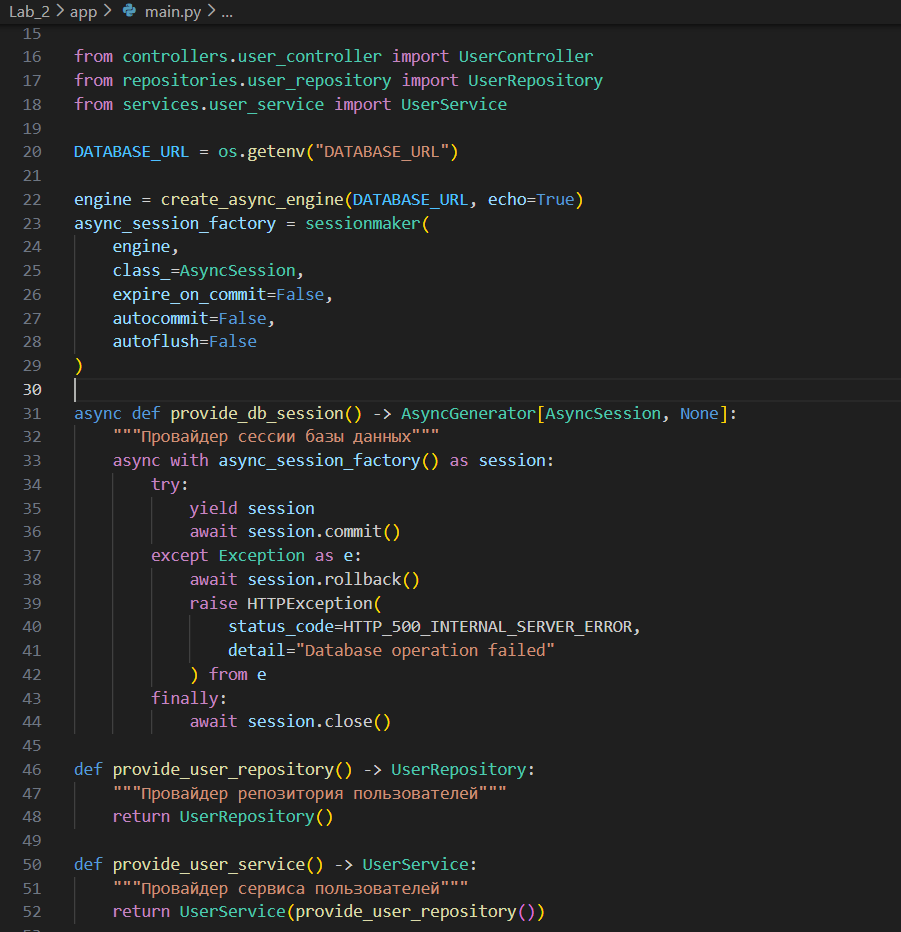 Lab_2 > app > main.py > ...
15
16 from controllers.user_controller import UserController
17 from repositories.user_repository import UserRepository
18 from services.user_service import UserService
19
20 DATABASE_URL = os.getenv("DATABASE_URL")
21
22 engine = create_async_engine(DATABASE_URL, echo=True)
23 async_session_factory = sessionmaker(
24     engine,
25     class_=AsyncSession,
26     expire_on_commit=False,
27     autocommit=False,
28     autoflush=False
29 )
30
31 async def provide_db_session() -> AsyncGenerator[AsyncSession, None]:
32     """Провайдер сессии базы данных"""
33     async with async_session_factory() as session:
34         try:
35             yield session
36             await session.commit()
37         except Exception as e:
38             await session.rollback()
39             raise HTTPException(
40                 status_code=HTTP_500_INTERNAL_SERVER_ERROR,
41                 detail="Database operation failed"
42             ) from e
43         finally:
44             await session.close()
45
46 def provide_user_repository() -> UserRepository:
47     """Провайдер репозитория пользователей"""
48     return UserRepository()
49
50 def provide_user_service() -> UserService:
51     """Провайдер сервиса пользователей"""
52     return UserService(provide_user_repository())